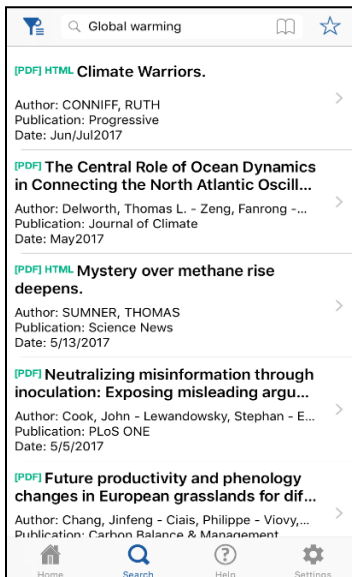 Global warming
[PDF] HTML Climate Warriors.
Author: CONNIFF, RUTH
Publication: Progressive
Date: Jun/Jul2017
[PDF] The Central Role of Ocean Dynamics
in Connecting the North Atlantic Oscill...
Author: Delworth, Thomas L. - Zeng, Fanrong -...
Publication: Journal of Climate
Date: May2017
[PDF] HTML Mystery over methane rise
deepens.
Author: SUMNER, THOMAS
Publication: Science News
Date: 5/13/2017
[PDF] Neutralizing misinformation through
inoculation: Exposing misleading argu...
Author: Cook, John - Lewandowsky, Stephan - E...
Publication: PLoS ONE
Date: 5/5/2017
[PDF] Future productivity and phenology
changes in European grasslands for dif...
Author: Chang, Jinfeng - Ciais, Philippe - Viovy,...
Publication: Carbon Balance & Management
Home Search Help Settings